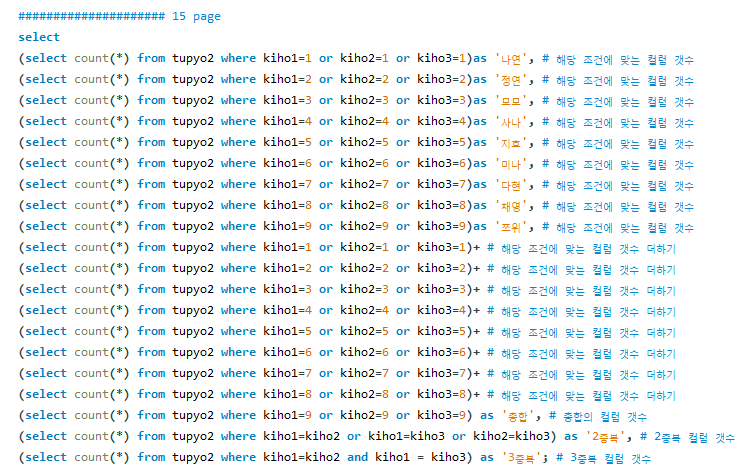 ##################### 15 page
select
(select count(*) from tupyo2 where kiho1=1 or kiho2=1 or kiho3=1)as '나연', # 해당 조건에 맞는 컬럼 갯수
(select count(*) from tupyo2 where kiho1=2 or kiho2=2 or kiho3=2)as '정연', # 해당 조건에 맞는 컬럼 갯수
(select count(*) from tupyo2 where kiho1=3 or kiho2=3 or kiho3=3)as '모모', # 해당 조건에 맞는 컬럼 갯수
(select count(*) from tupyo2 where kiho1=4 or kiho2=4 or kiho3=4)as '사나', # 해당 조건에 맞는 컬럼 갯수
(select count(*) from tupyo2 where kiho1=5 or kiho2=5 or kiho3=5)as '지효', # 해당 조건에 맞는 컬럼 갯수
(select count(*) from tupyo2 where kiho1=6 or kiho2=6 or kiho3=6)as '미나', # 해당 조건에 맞는 컬럼 갯수
(select count(*) from tupyo2 where kiho1=7 or kiho2=7 or kiho3=7)as '다현', # 해당 조건에 맞는 컬럼 갯수
(select count(*) from tupyo2 where kiho1=8 or kiho2=8 or kiho3=8)as '채영', # 해당 조건에 맞는 컬럼 갯수
(select count(*) from tupyo2 where kiho1=9 or kiho2=9 or kiho3=9)as '쯔위', # 해당 조건에 맞는 컬럼 갯수
(select count(*) from tupyo2 where kiho1=1 or kiho2=1 or kiho3=1)+ # 해당 조건에 맞는 컬럼 갯수 더하기
(select count(*) from tupyo2 where kiho1=2 or kiho2=2 or kiho3=2)+ # 해당 조건에 맞는 컬럼 갯수 더하기
(select count(*) from tupyo2 where kiho1=3 or kiho2=3 or kiho3=3)+ # 해당 조건에 맞는 컬럼 갯수 더하기
(select count(*) from tupyo2 where kiho1=4 or kiho2=4 or kiho3=4)+ # 해당 조건에 맞는 컬럼 갯수 더하기
(select count(*) from tupyo2 where kiho1=5 or kiho2=5 or kiho3=5)+ # 해당 조건에 맞는 컬럼 갯수 더하기
(select count(*) from tupyo2 where kiho1=6 or kiho2=6 or kiho3=6)+ # 해당 조건에 맞는 컬럼 갯수 더하기
(select count(*) from tupyo2 where kiho1=7 or kiho2=7 or kiho3=7)+ # 해당 조건에 맞는 컬럼 갯수 더하기
(select count(*) from tupyo2 where kiho1=8 or kiho2=8 or kiho3=8)+ # 해당 조건에 맞는 컬럼 갯수 더하기
(select count(*) from tupyo2 where kiho1=9 or kiho2=9 or kiho3=9) as '총합', # 총합의 컬럼 갯수
(select count(*) from tupyo2 where kiho1=kiho2 or kiho1=kiho3 or kiho2=kiho3) as '2중복', # 2중복 컬럼 갯수
(select count(*) from tupyo2 where kiho1=kiho2 and kiho1 = kiho3) as '3중복'; # 3중복 컬럼 갯수